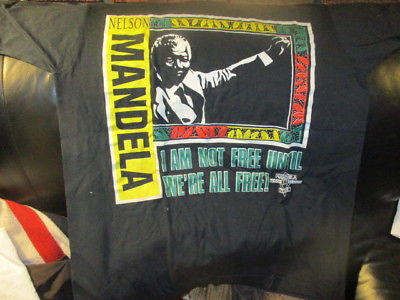 NELSON
MANDELA
I AM NOT FREE UNTIL
WE'RE ALL FREE!